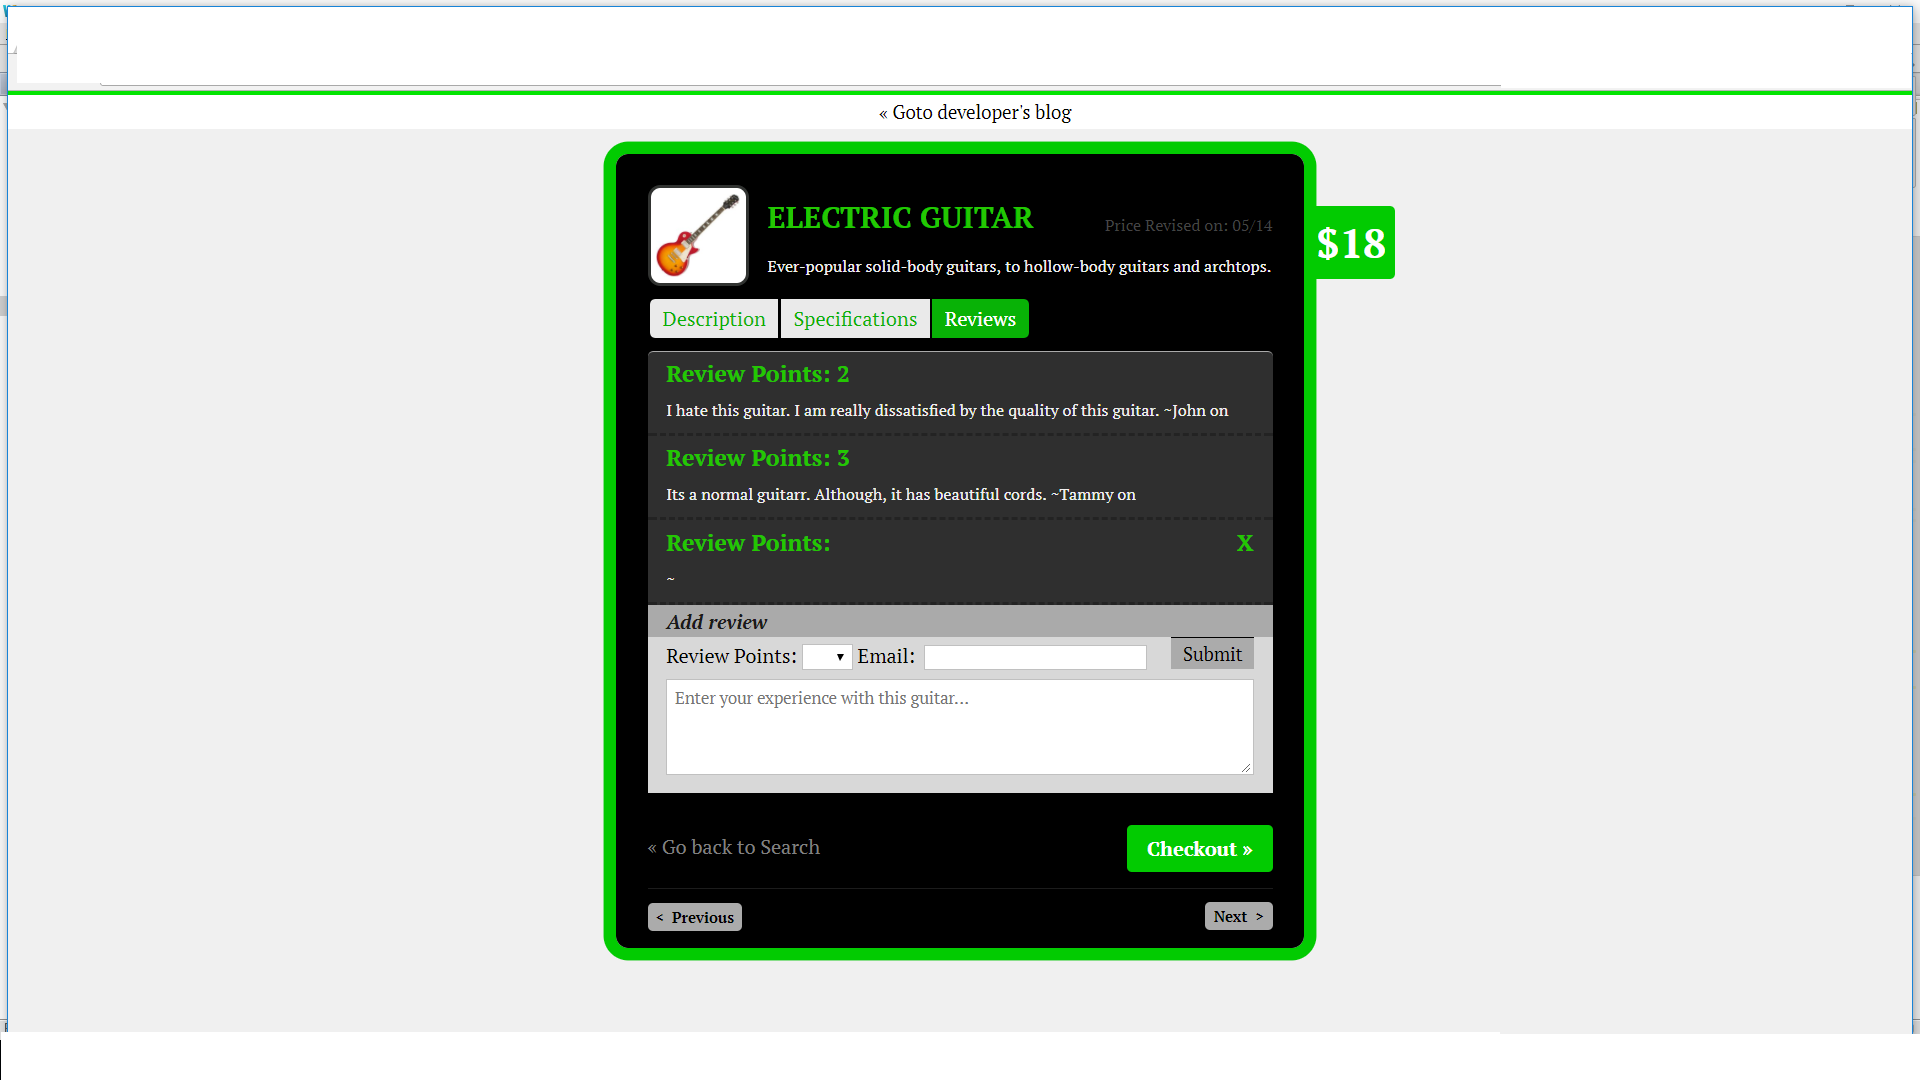 « Goto developer's blog
ELECTRIC GUITAR
Price Revised on: 05/14
$18
Ever-popular solid-body guitars, to hollow-body guitars and archtops.
Description
Specifications
Reviews
Review Points: 2
I hate this guitar. I am really dissatisfied by the quality of this guitar. ~John on
Review Points: 3
Its a normal guitarr. Although, it has beautiful cords. ~Tammy on
Review Points:
X
~
Add review
Review Points:
Email:
Submit
Enter your experience with this guitar...
« Go back to Search
Checkout »
< Previous
Next >